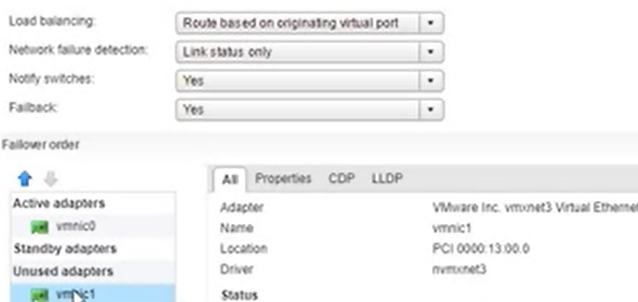 Load balancing: Route based on originating virtual port
Network failure detection: Link status only
Notify switches: Yes
Failback: Yes
Failover order
All Properties CDP LLDP
Active adapters
vmnic0
Standby adapters
Unused adapters
vmnic1
Adapter VMware Inc. vmxnet3 Virtual Ethernet
Name vmnic1
Location PCI 0000:13:00.0
Driver nvmxnet3
Status